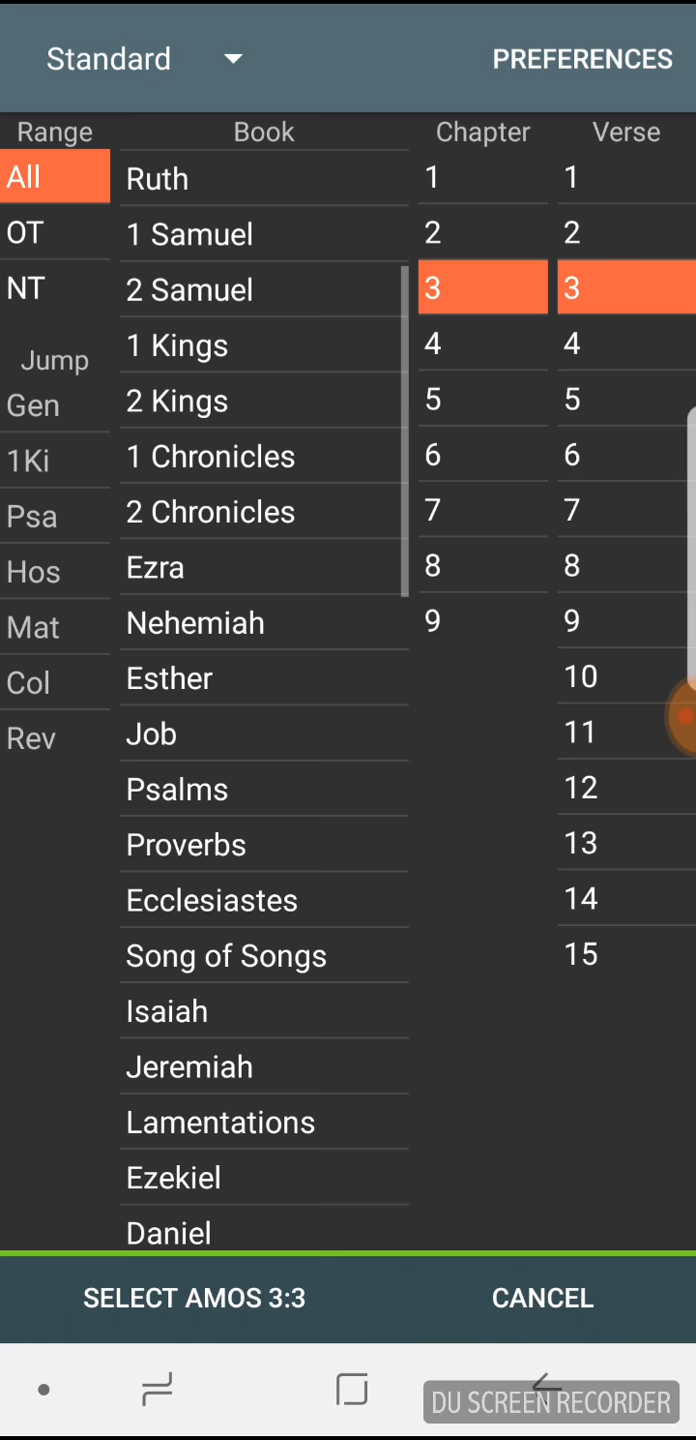 Standard
PREFERENCES
Range
Book
Chapter
Verse
All
OT
NT
Jump
Gen
1Ki
Psa
Hos
Mat
Col
Rev
Ruth
1 Samuel
2 Samuel
1 Kings
2 Kings
1 Chronicles
2 Chronicles
Ezra
Nehemiah
Esther
Job
Psalms
Proverbs
Ecclesiastes
Song of Songs
Isaiah
Jeremiah
Lamentations
Ezekiel
Daniel
1
2
3
4
5
6
7
8
9
1
2
3
4
5
6
7
8
9
10
11
12
13
14
15
SELECT AMOS 3:3
CANCEL
DU SCREEN RECORDER